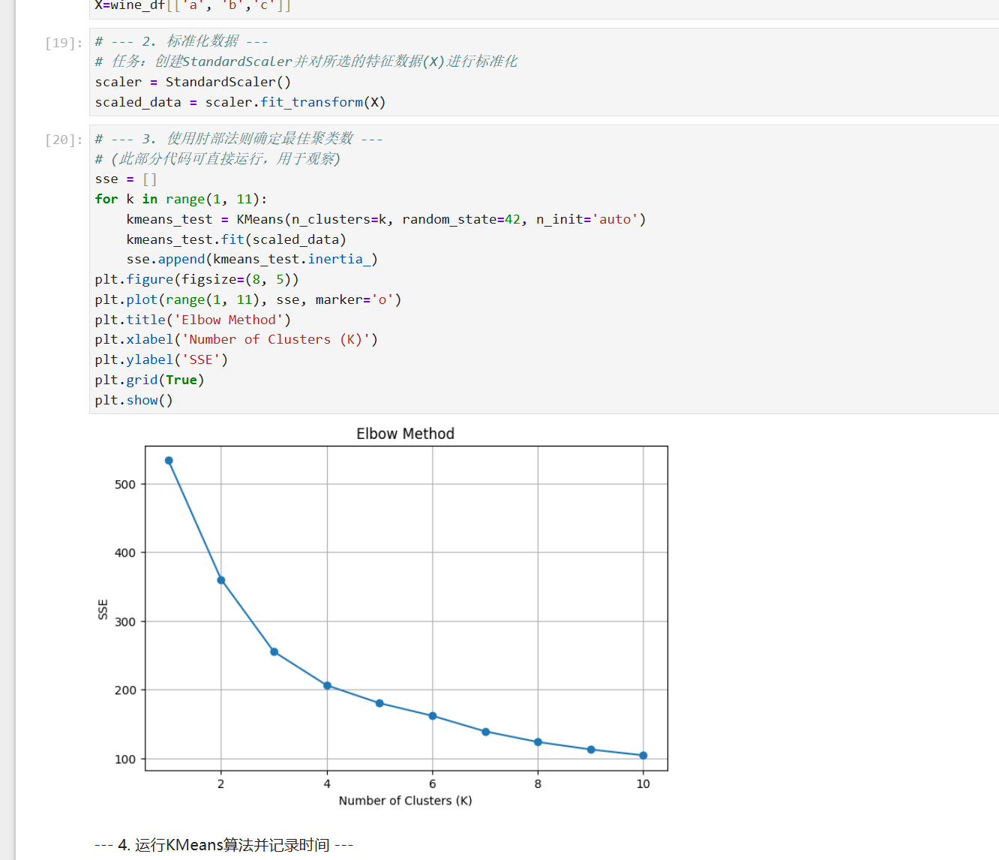 X=wine_df[['a', 'b','c']]
[19]:
# --- 2. 标准化数据 ---
# 任务：创建StandardScaler并对所选的特征数据(X)进行标准化
scaler = StandardScaler()
scaled_data = scaler.fit_transform(X)
[20]:
# --- 3. 使用肘部法则确定最佳聚类数 ---
# (此部分代码可直接运行，用于观察)
sse = []
for k in range(1, 11):
    kmeans_test = KMeans(n_clusters=k, random_state=42, n_init='auto')
    kmeans_test.fit(scaled_data)
    sse.append(kmeans_test.inertia_)
plt.figure(figsize=(8, 5))
plt.plot(range(1, 11), sse, marker='o')
plt.title('Elbow Method')
plt.xlabel('Number of Clusters (K)')
plt.ylabel('SSE')
plt.grid(True)
plt.show()
Elbow Method
500
400
300
200
100
SSE
2 4 6 8 10
Number of Clusters (K)
--- 4. 运行KMeans算法并记录时间 ---